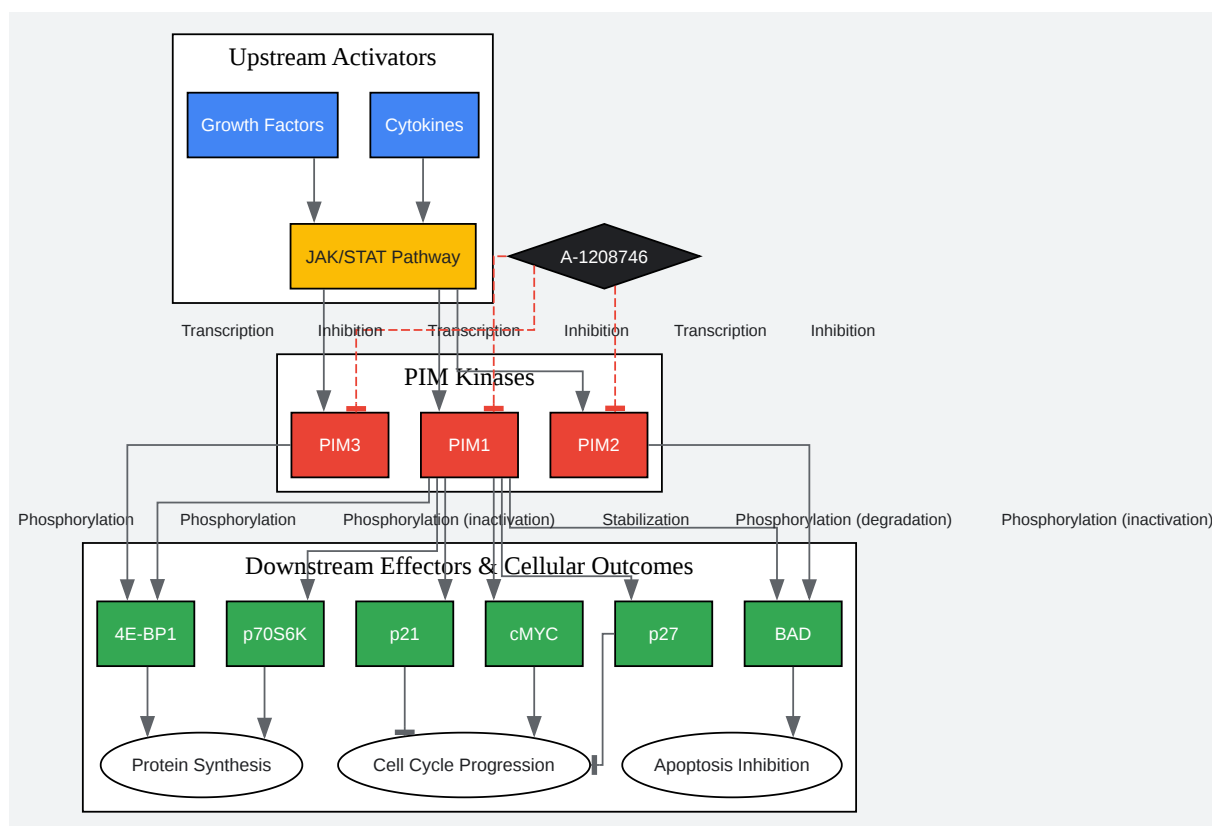 Upstream Activators
Growth Factors
Cytokines
JAK/STAT Pathway
A-1208746
Transcription
Inhibition
Transcription
Inhibition
Transcription
Inhibition
PIM Kinases
PIM3
PIM1
PIM2
Phosphorylation
Phosphorylation
Phosphorylation (inactivation)
Stabilization
Phosphorylation (degradation)
Phosphorylation (inactivation)
Downstream Effectors & Cellular Outcomes
4E-BP1
p70S6K
p21
cMYC
p27
BAD
Protein Synthesis
Cell Cycle Progression
Apoptosis Inhibition